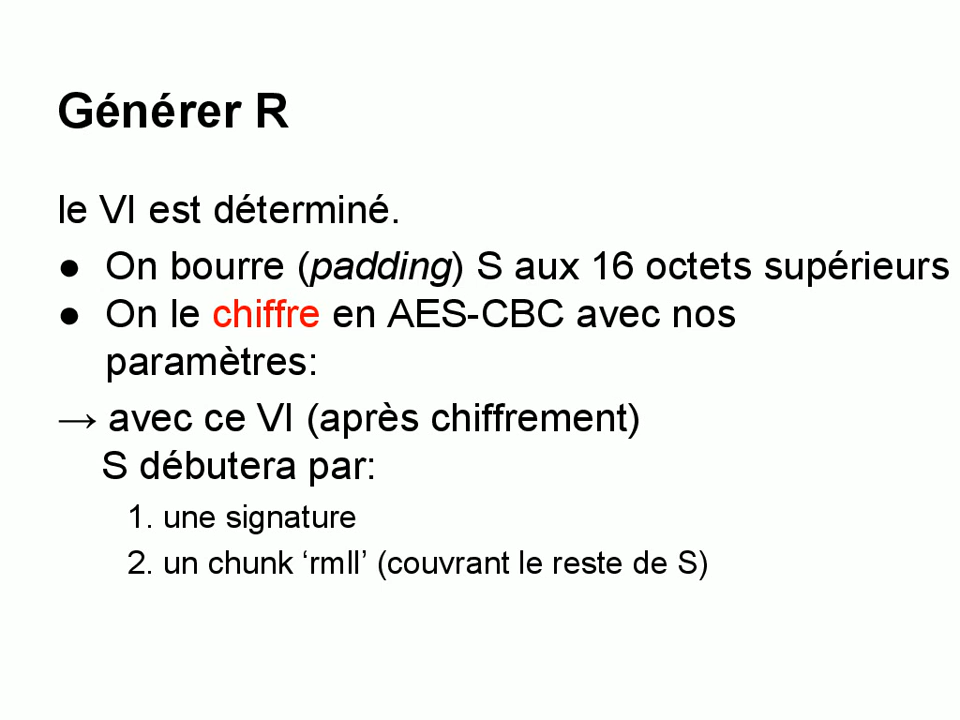 Générer R
le VI est déterminé.
● On bourre (padding) S aux 16 octets supérieurs
● On le chiffre en AES-CBC avec nos
paramètres:
→ avec ce VI (après chiffrement)
S débutera par:
1. une signature
2. un chunk ‘rmll’ (couvrant le reste de S)